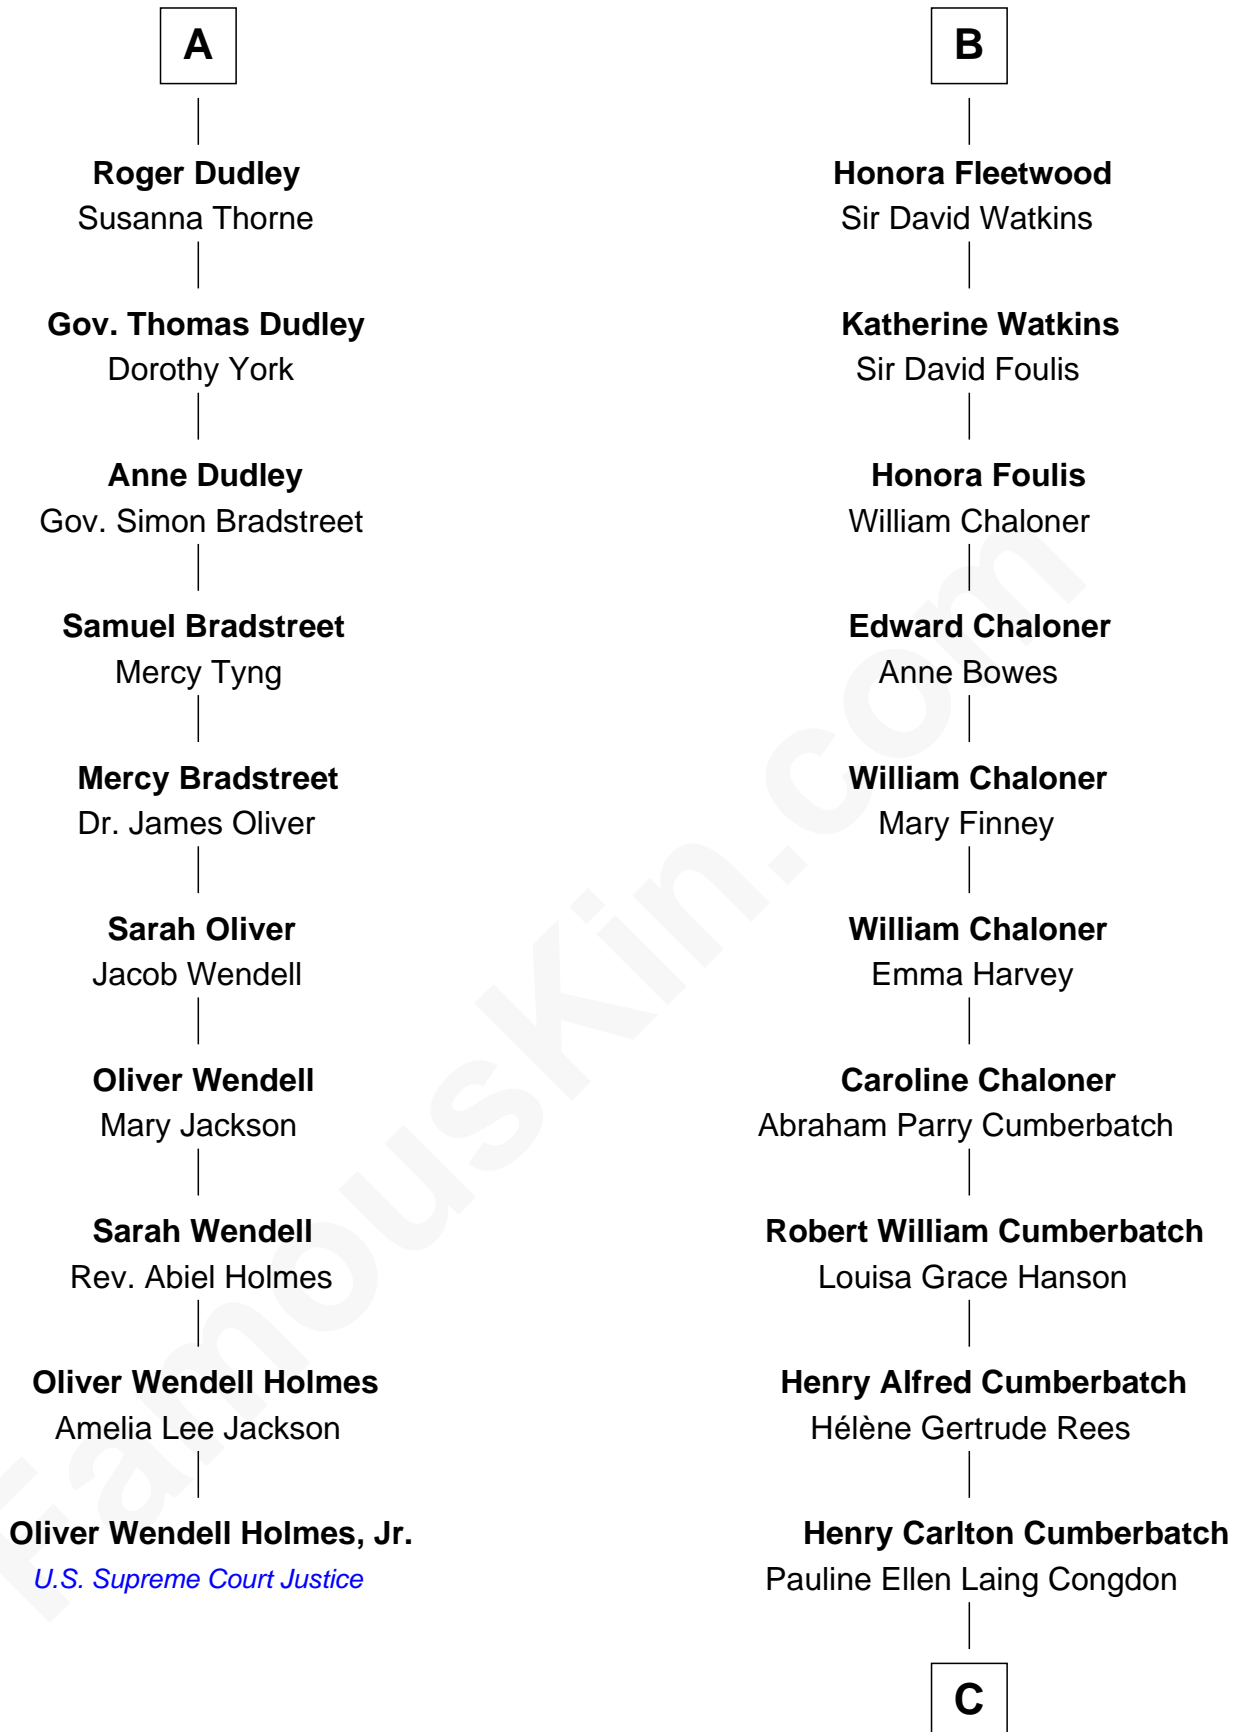 A
Roger Dudley
Susanna Thorne
Gov. Thomas Dudley
Dorothy York
Anne Dudley
Gov. Simon Bradstreet
Samuel Bradstreet
Mercy Tyng
Mercy Bradstreet
Dr. James Oliver
Sarah Oliver
Jacob Wendell
Oliver Wendell
Mary Jackson
Sarah Wendell
Rev. Abiel Holmes
Oliver Wendell Holmes
Amelia Lee Jackson
Oliver Wendell Holmes, Jr.
U.S. Supreme Court Justice
B
Honora Fleetwood
Sir David Watkins
Katherine Watkins
Sir David Foulis
Honora Foulis
William Chaloner
Edward Chaloner
Anne Bowes
William Chaloner
Mary Finney
William Chaloner
Emma Harvey
Caroline Chaloner
Abraham Parry Cumberbatch
Robert William Cumberbatch
Louisa Grace Hanson
Henry Alfred Cumberbatch
Hélène Gertrude Rees
Henry Carlton Cumberbatch
Pauline Ellen Laing Congdon
C
FamousKin.com